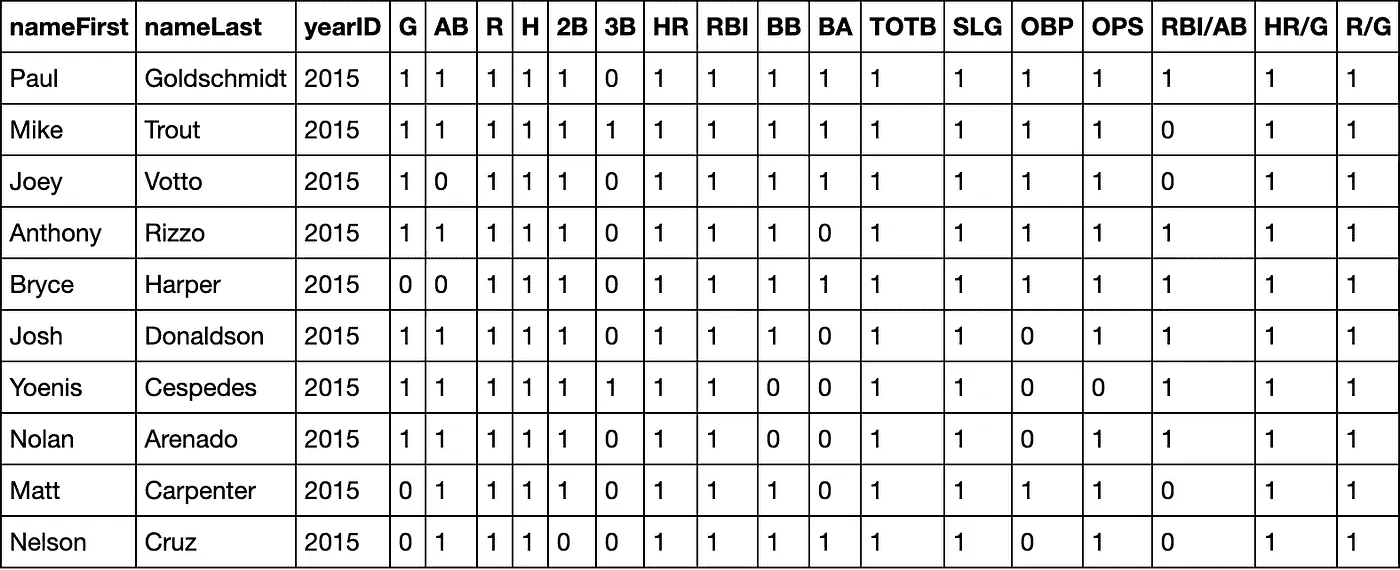 nameFirst nameLast yearID G AB R H 2B 3B HR RBI BB BA TOTB SLG OBP OPS RBI/AB HR/G R/G
Paul Goldschmidt 2015 1 1 1 1 1 0 1 1 1 1 1 1 1 1 1 1 1
Mike Trout 2015 1 1 1 1 1 1 1 1 1 1 1 1 1 1 0 1 1
Joey Votto 2015 1 0 1 1 1 0 1 1 1 1 1 1 1 1 0 1 1
Anthony Rizzo 2015 1 1 1 1 1 0 1 1 1 0 1 1 1 1 1 1 1
Bryce Harper 2015 0 0 1 1 1 0 1 1 1 1 1 1 1 1 1 1 1
Josh Donaldson 2015 1 1 1 1 1 0 1 1 1 0 1 1 0 1 1 1 1
Yoenis Cespedes 2015 1 1 1 1 1 1 1 1 0 0 1 1 0 0 1 1 1
Nolan Arenado 2015 1 1 1 1 1 0 1 1 0 0 1 1 0 1 1 1 1
Matt Carpenter 2015 0 1 1 1 1 0 1 1 1 0 1 1 1 1 0 1 1
Nelson Cruz 2015 0 1 1 1 0 0 1 1 1 1 1 1 0 1 0 1 1